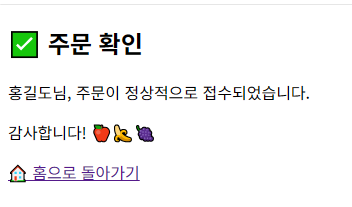 ✅ 주문 확인
홍길도님, 주문이 정상적으로 접수되었습니다.
감사합니다! 🍎🍌🍇
🏠 홈으로 돌아가기